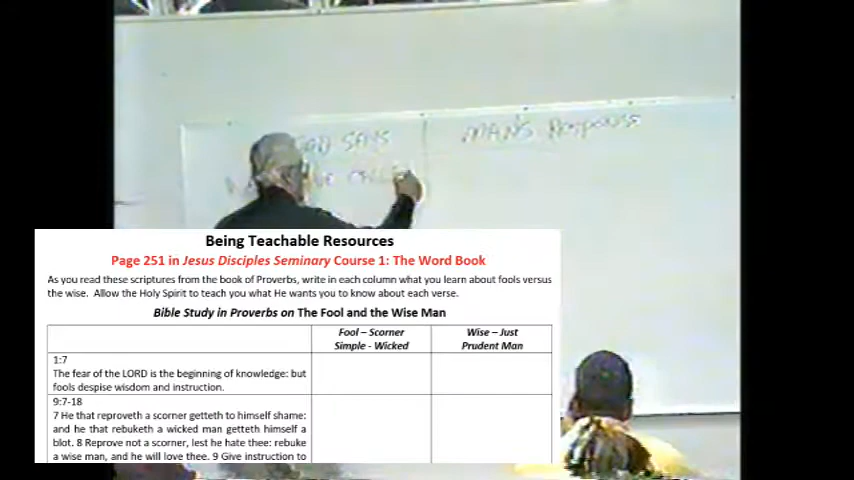 GOD SAYS
MAN'S Response
Being Teachable Resources
Page 251 in Jesus Disciples Seminary Course 1: The Word Book
As you read these scriptures from the book of Proverbs, write in each column what you learn about fools versus
the wise. Allow the Holy Spirit to teach you what He wants you to know about each verse.
Bible Study in Proverbs on The Fool and the Wise Man
Fool – Scorner
Simple - Wicked
Wise – Just
Prudent Man
1:7
The fear of the LORD is the beginning of knowledge: but
fools despise wisdom and instruction.
9:7-18
7 He that reproveth a scorner getteth to himself shame:
and he that rebuketh a wicked man getteth himself a
blot. 8 Reprove not a scorner, lest he hate thee: rebuke
a wise man, and he will love thee. 9 Give instruction to